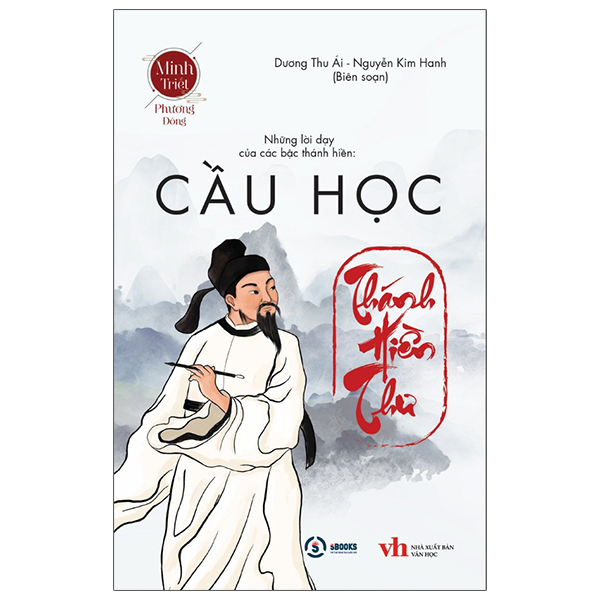 Minh
Triết
Phương
Đông
Dương Thu Ái - Nguyễn Kim Hanh
(Biên soạn)
Những lời dạy
của các bậc thánh hiền:
CẦU HỌC
Thánh
Hiền
Thư
SBOOKS
vh
NHÀ XUẤT BẢN
VĂN HỌC